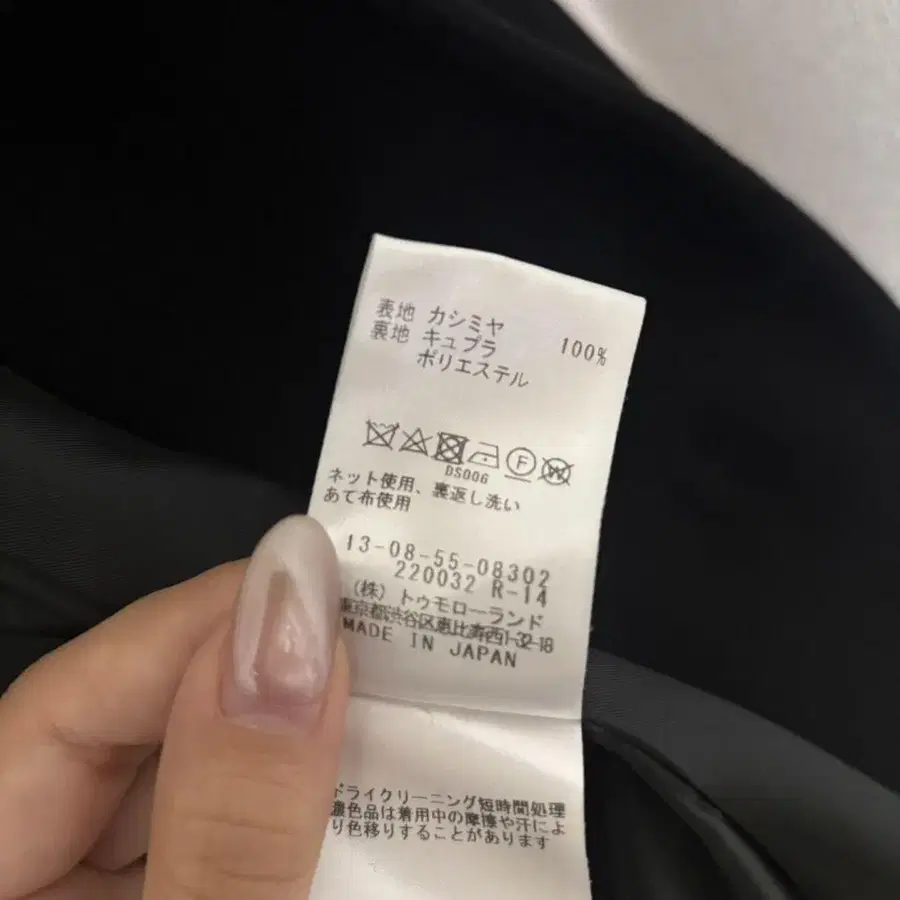 表地 カシミヤ 100%
裏地 キュプラ
ポリエステル
F W
DS006
ネット使用、裏返し洗い
あて布使用
13-08-55-08302
220032 R-14
(株) トゥモローランド
東京都渋谷区恵比寿西1-32-18
MADE IN JAPAN
ドライクリーニング短時間処理
濃色品は着用中の摩擦や汗によ
り色移りすることがあります